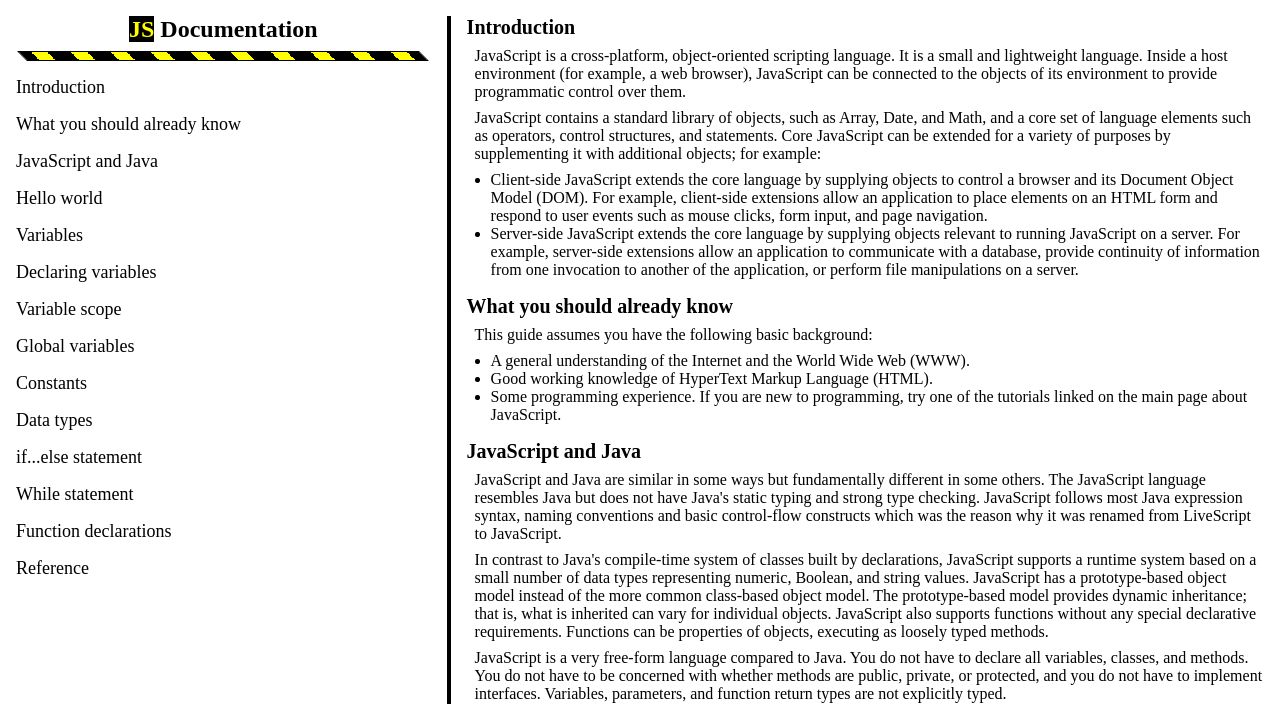 JS Documentation
Introduction
What you should already know
JavaScript and Java
Hello world
Variables
Declaring variables
Variable scope
Global variables
Constants
Data types
if...else statement
While statement
Function declarations
Reference
Introduction
JavaScript is a cross-platform, object-oriented scripting language. It is a small and lightweight language. Inside a host
environment (for example, a web browser), JavaScript can be connected to the objects of its environment to provide
programmatic control over them.
JavaScript contains a standard library of objects, such as Array, Date, and Math, and a core set of language elements such
as operators, control structures, and statements. Core JavaScript can be extended for a variety of purposes by
supplementing it with additional objects; for example:
• Client-side JavaScript extends the core language by supplying objects to control a browser and its Document Object
Model (DOM). For example, client-side extensions allow an application to place elements on an HTML form and
respond to user events such as mouse clicks, form input, and page navigation.
• Server-side JavaScript extends the core language by supplying objects relevant to running JavaScript on a server. For
example, server-side extensions allow an application to communicate with a database, provide continuity of information
from one invocation to another of the application, or perform file manipulations on a server.
What you should already know
This guide assumes you have the following basic background:
• A general understanding of the Internet and the World Wide Web (WWW).
• Good working knowledge of HyperText Markup Language (HTML).
• Some programming experience. If you are new to programming, try one of the tutorials linked on the main page about
JavaScript.
JavaScript and Java
JavaScript and Java are similar in some ways but fundamentally different in some others. The JavaScript language
resembles Java but does not have Java's static typing and strong type checking. JavaScript follows most Java expression
syntax, naming conventions and basic control-flow constructs which was the reason why it was renamed from LiveScript
to JavaScript.
In contrast to Java's compile-time system of classes built by declarations, JavaScript supports a runtime system based on a
small number of data types representing numeric, Boolean, and string values. JavaScript has a prototype-based object
model instead of the more common class-based object model. The prototype-based model provides dynamic inheritance;
that is, what is inherited can vary for individual objects. JavaScript also supports functions without any special declarative
requirements. Functions can be properties of objects, executing as loosely typed methods.
JavaScript is a very free-form language compared to Java. You do not have to declare all variables, classes, and methods.
You do not have to be concerned with whether methods are public, private, or protected, and you do not have to implement
interfaces. Variables, parameters, and function return types are not explicitly typed.